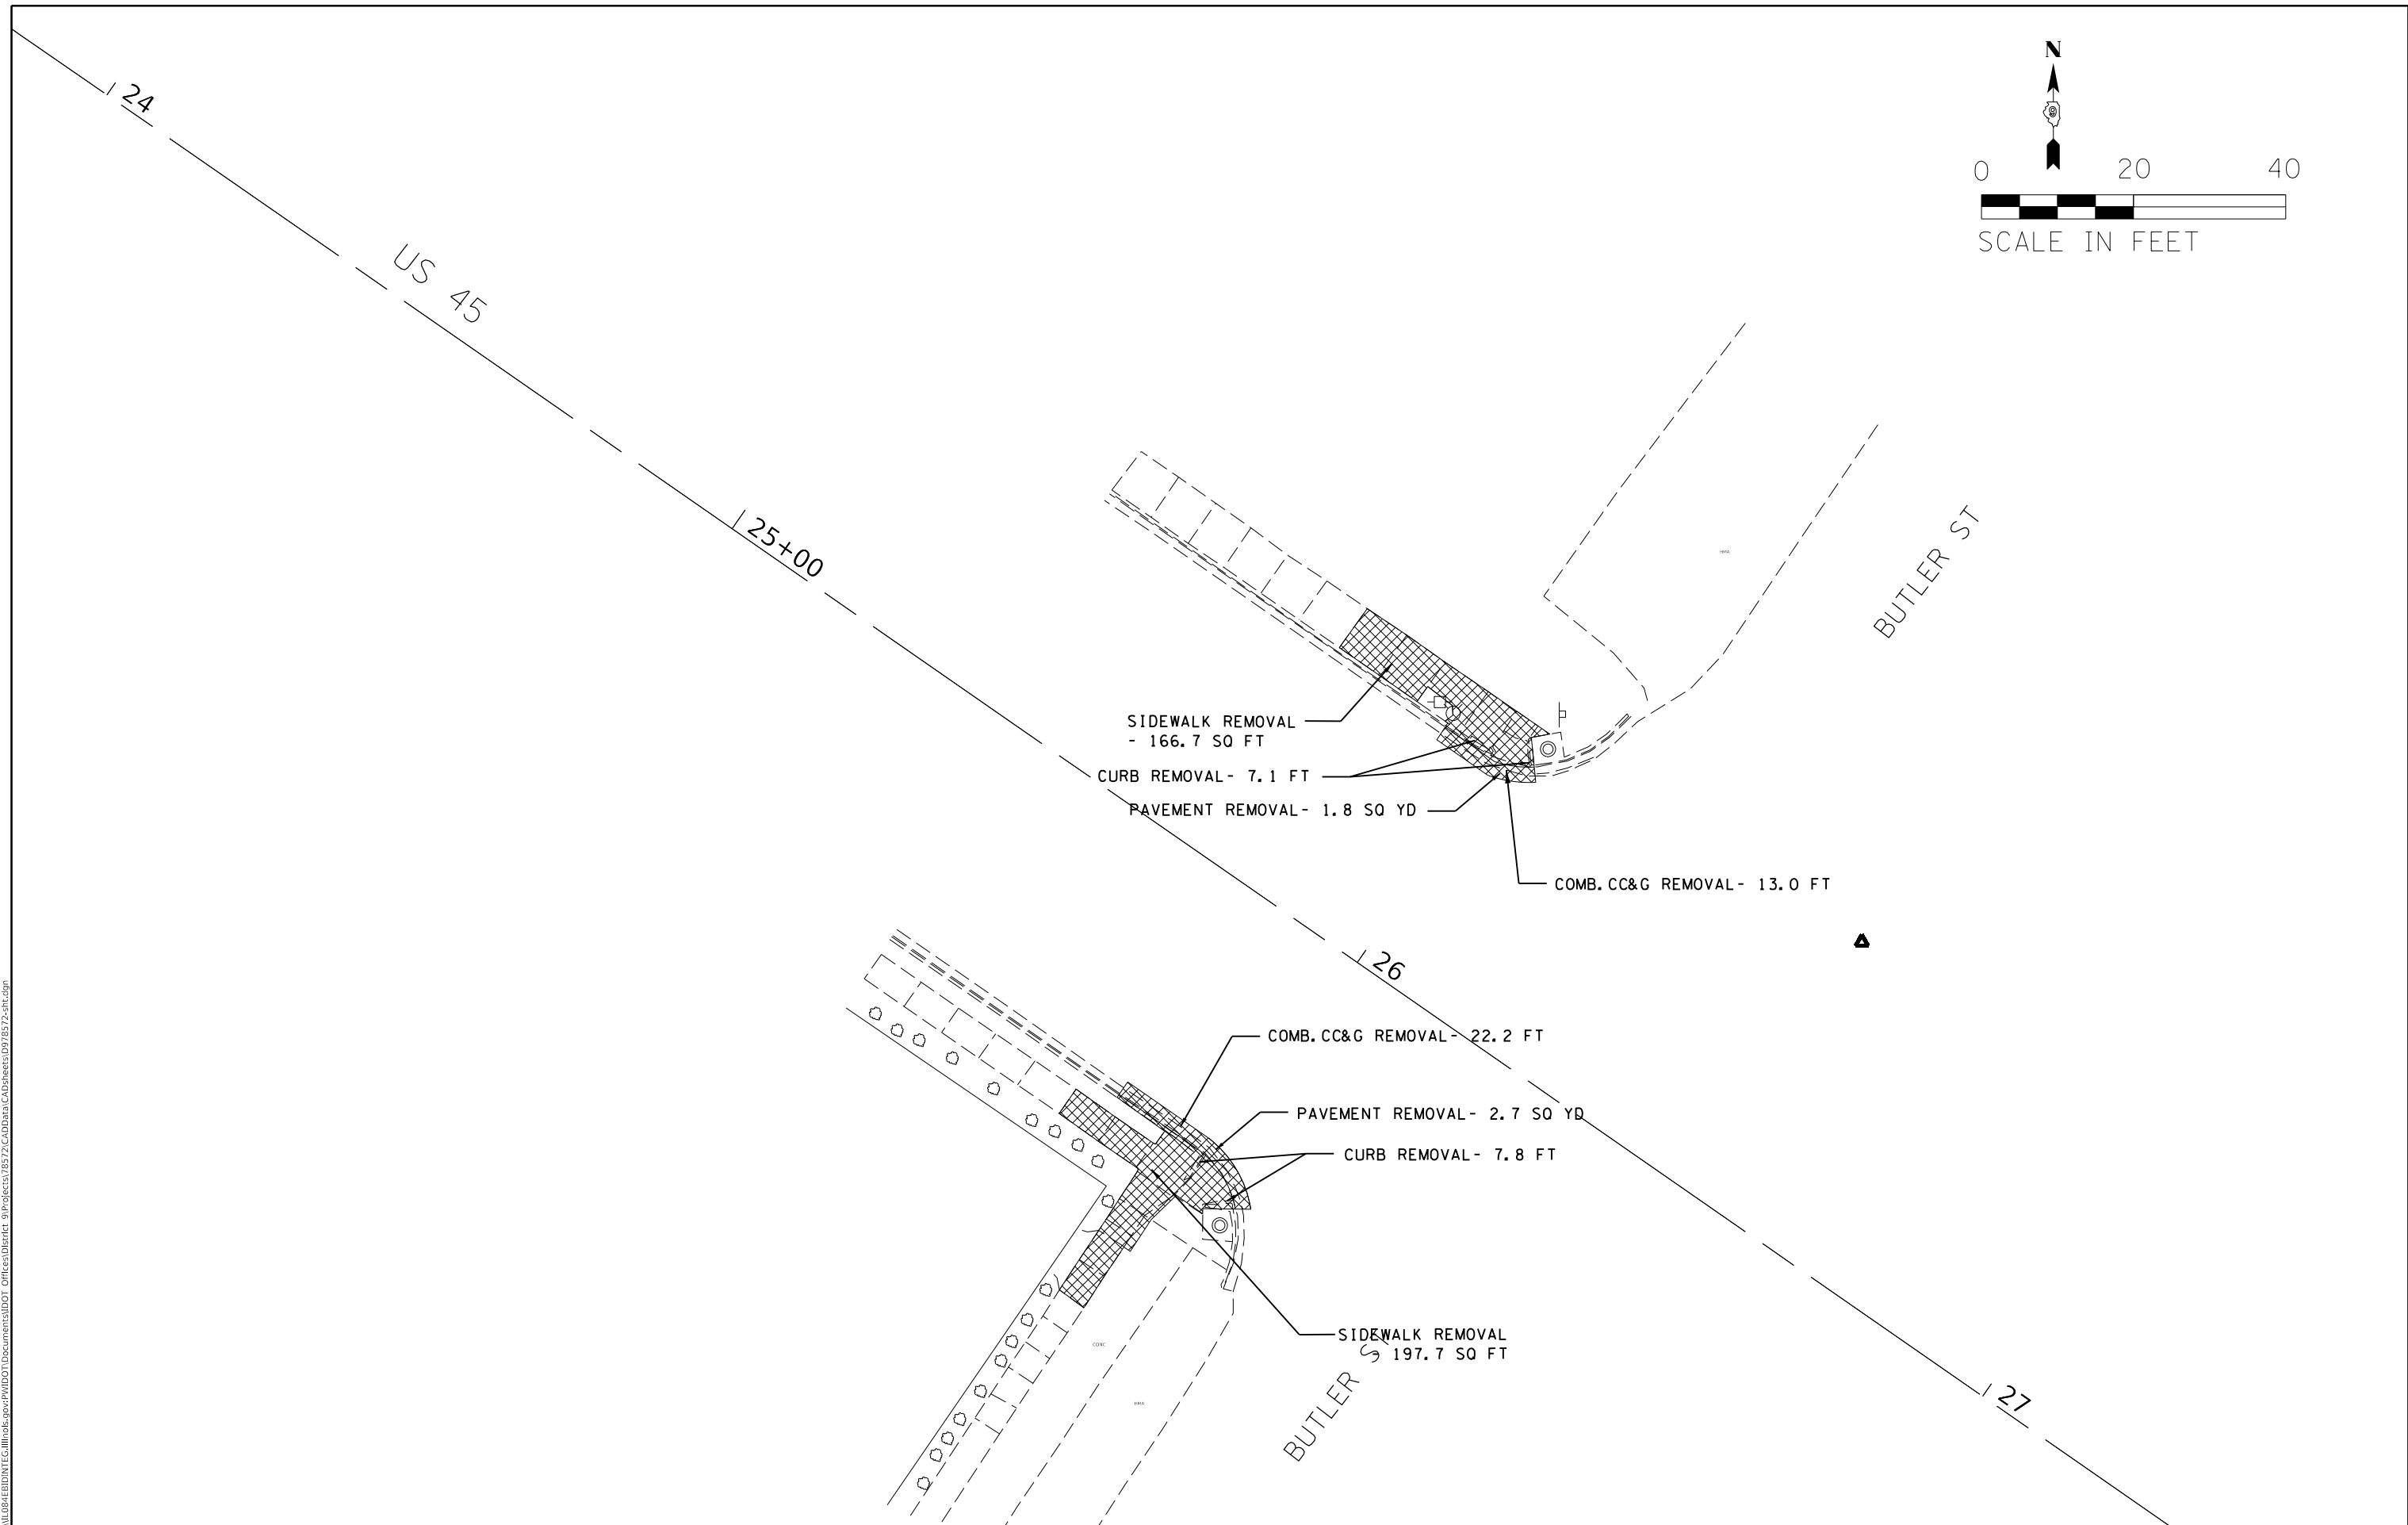 N
9
0 20 40
SCALE IN FEET
24
US 45
25+00
BUTLER ST
SIDEWALK REMOVAL
- 166.7 SQ FT
CURB REMOVAL- 7.1 FT
PAVEMENT REMOVAL- 1.8 SQ YD
COMB.CC&G REMOVAL- 13.0 FT
26
COMB.CC&G REMOVAL- 22.2 FT
PAVEMENT REMOVAL- 2.7 SQ YD
CURB REMOVAL- 7.8 FT
SIDEWALK REMOVAL
- 197.7 SQ FT
BUTLER ST
27